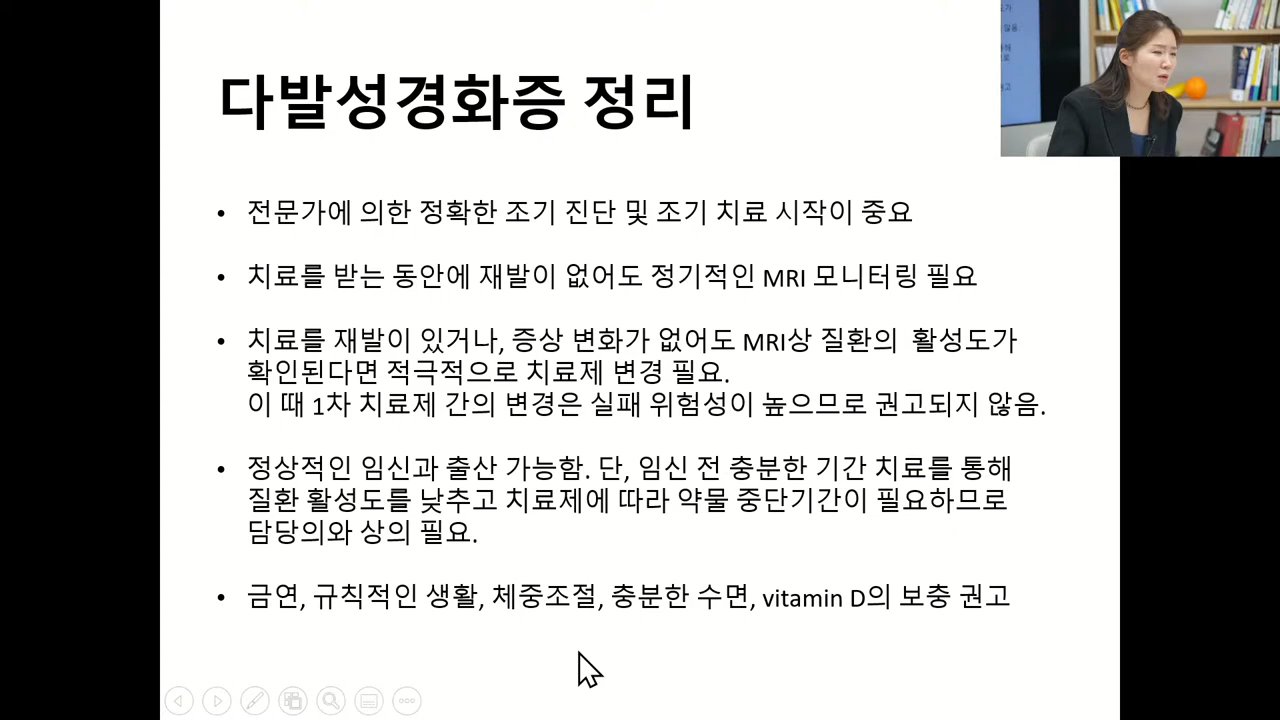 다발성경화증 정리
• 전문가에 의한 정확한 조기 진단 및 조기 치료 시작이 중요
• 치료를 받는 동안에 재발이 없어도 정기적인 MRI 모니터링 필요
• 치료를 재발이 있거나, 증상 변화가 없어도 MRI상 질환의 활성도가
확인된다면 적극적으로 치료제 변경 필요.
이 때 1차 치료제 간의 변경은 실패 위험성이 높으므로 권고되지 않음.
• 정상적인 임신과 출산 가능함. 단, 임신 전 충분한 기간 치료를 통해
질환 활성도를 낮추고 치료제에 따라 약물 중단기간이 필요하므로
담당의와 상의 필요.
• 금연, 규칙적인 생활, 체중조절, 충분한 수면, vitamin D의 보충 권고